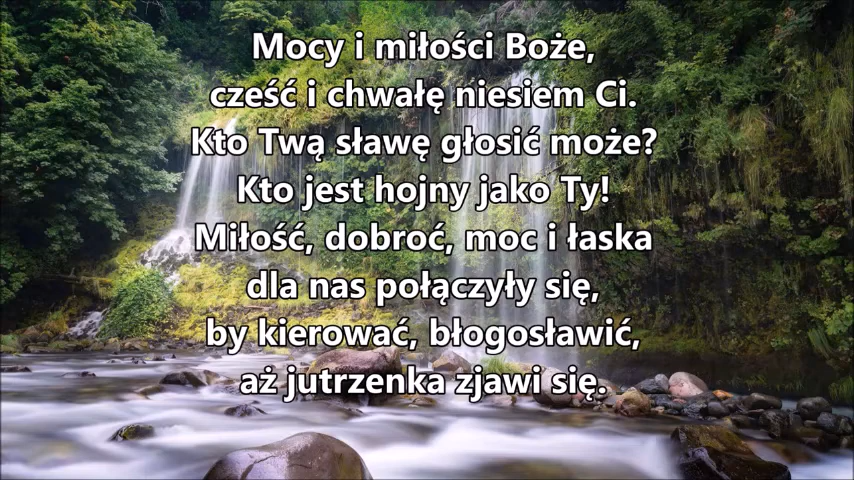 Mocy i miłości Boże,
cześć i chwałę niesiem Ci.
Kto Twą sławę głosić może?
Kto jest hojny jako Ty!
Miłość, dobroć, moc i łaska
dla nas połączyły się,
by kierować, błogosławić,
aż jutrzenka zjawi się.